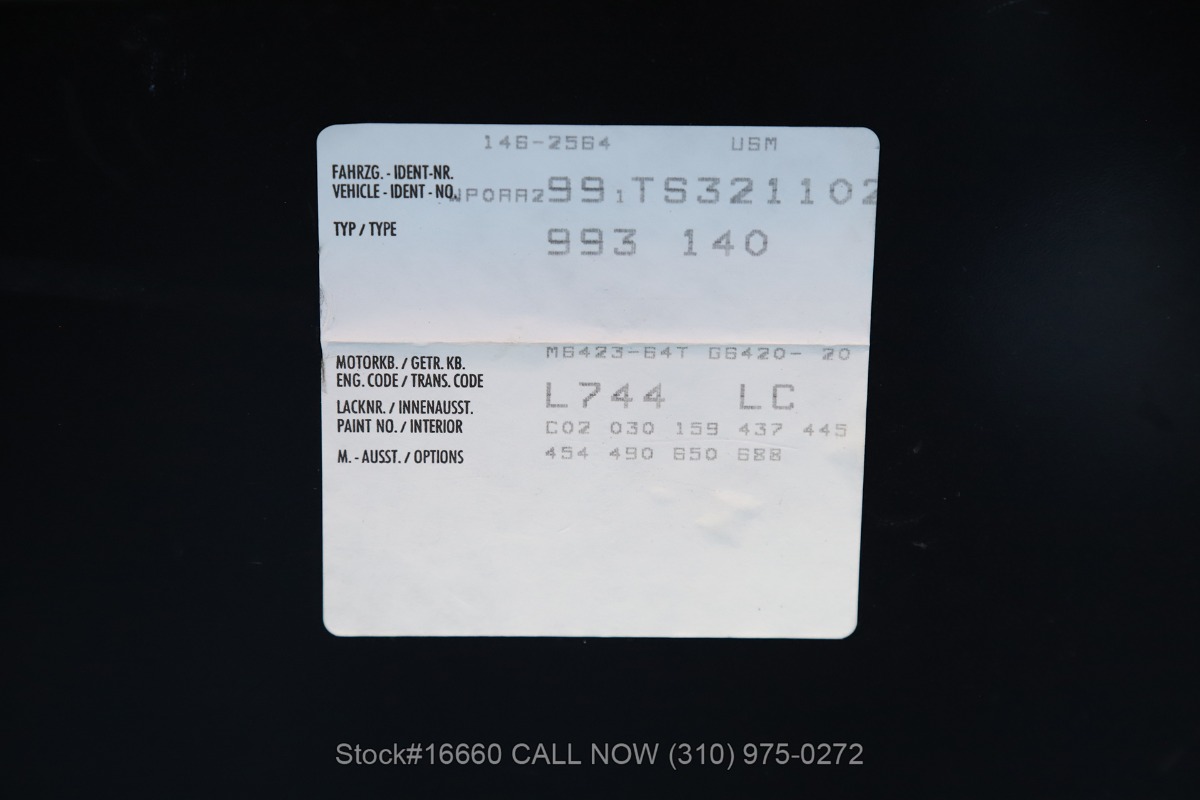 146-2564 USM
FAHRZG. - IDENT-NR.
VEHICLE - IDENT - NO. WP0AA299 1TS321102
TYP / TYPE 993 140
MOTORKB. / GETR. KB. M6423-64T G6420- 20
ENG. CODE / TRANS. CODE
LACKNR. / INNENAUSST. L744 LC
PAINT NO. / INTERIOR C02 030 159 437 445
M. - AUSST. / OPTIONS 454 490 650 688
Stock#16660 CALL NOW (310) 975-0272